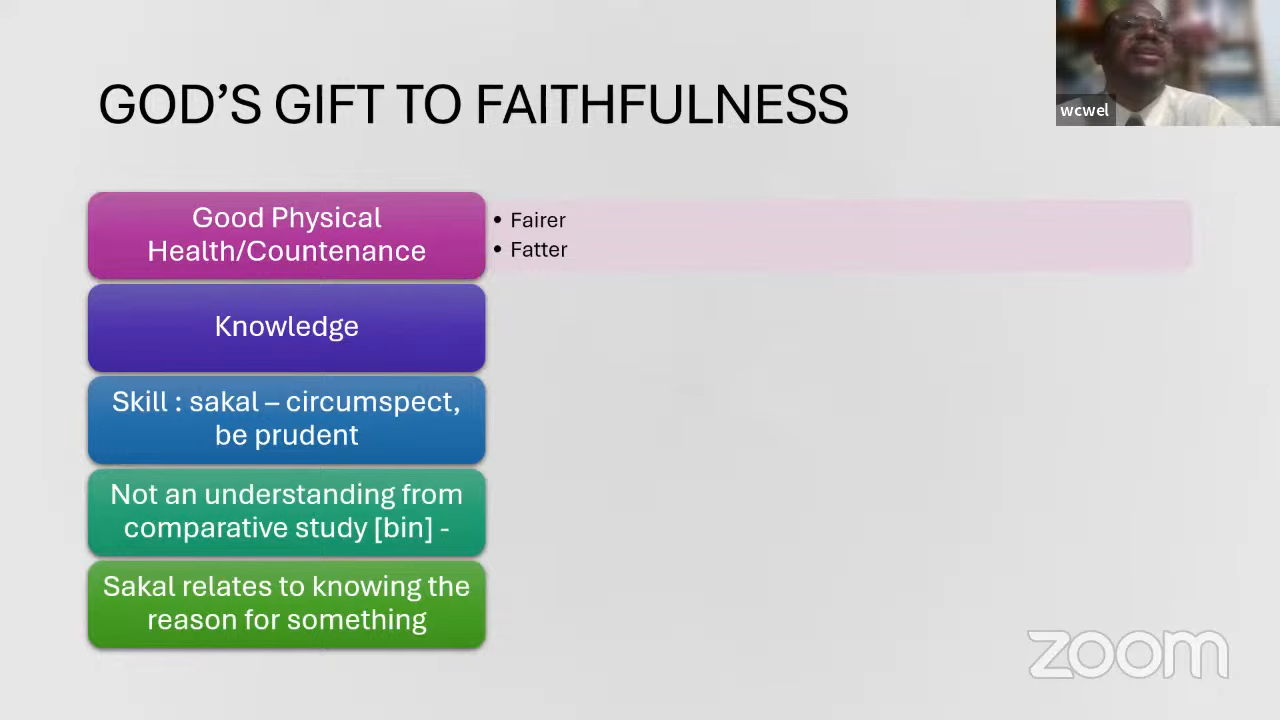 GOD’S GIFT TO FAITHFULNESS
wcwel
Good Physical
Health/Countenance
• Fairer
• Fatter
Knowledge
Skill : sakal – circumspect,
be prudent
Not an understanding from
comparative study [bin] -
Sakal relates to knowing the
reason for something
zoom